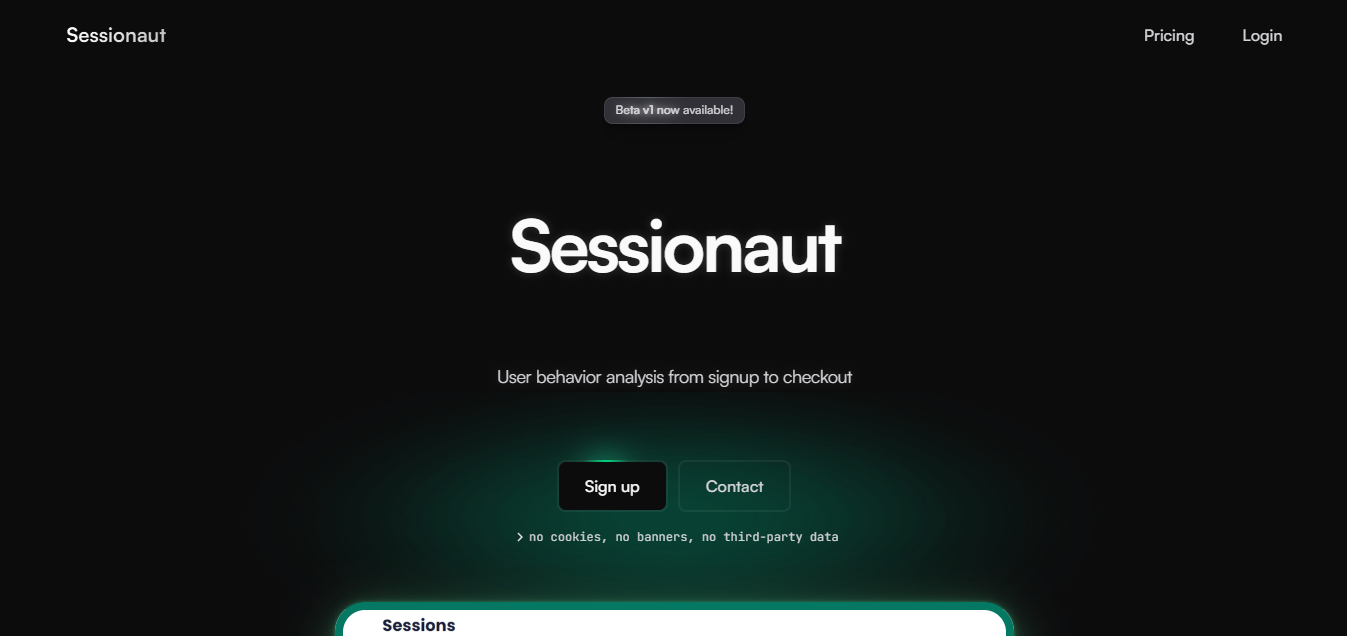 Sessionaut
Pricing
Login
Beta v1 now available!
Sessionaut
User behavior analysis from signup to checkout
Sign up
Contact
> no cookies, no banners, no third-party data
Sessions